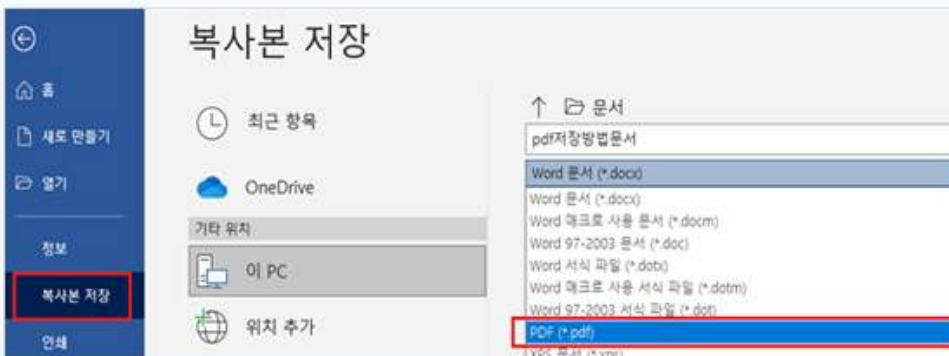 복사본 저장
홈
새로 만들기
열기
정보
복사본 저장
인쇄
최근 항목
OneDrive
기타 위치
이 PC
위치 추가
문서
pdf저장방법문서
Word 문서 (*.docx)
Word 문서 (*.docx)
Word 매크로 사용 문서 (*.docm)
Word 97-2003 문서 (*.doc)
Word 서식 파일 (*.dotx)
Word 매크로 사용 서식 파일 (*.dotm)
Word 97-2003 서식 파일 (*.dot)
PDF (*.pdf)
XPS 문서 (*.xps)